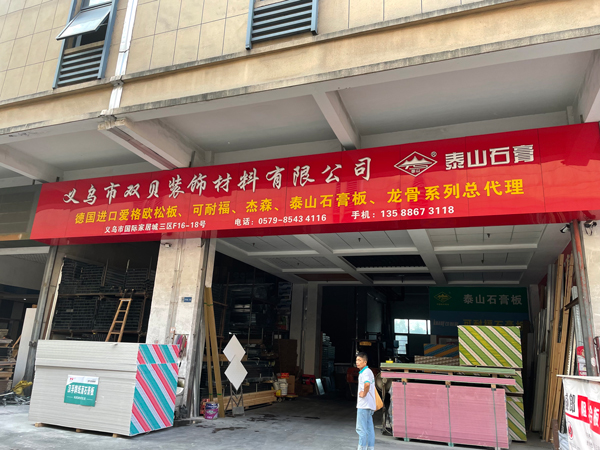 义乌市双贝装饰材料有限公司
泰山石膏
德国进口爱格欧松板、可耐福、杰森、泰山石膏板、龙骨系列总代理
义乌市国际家居城三区F16-18号 电话：0579-8543 4116 手机：135 8867 3118
泰山石膏板